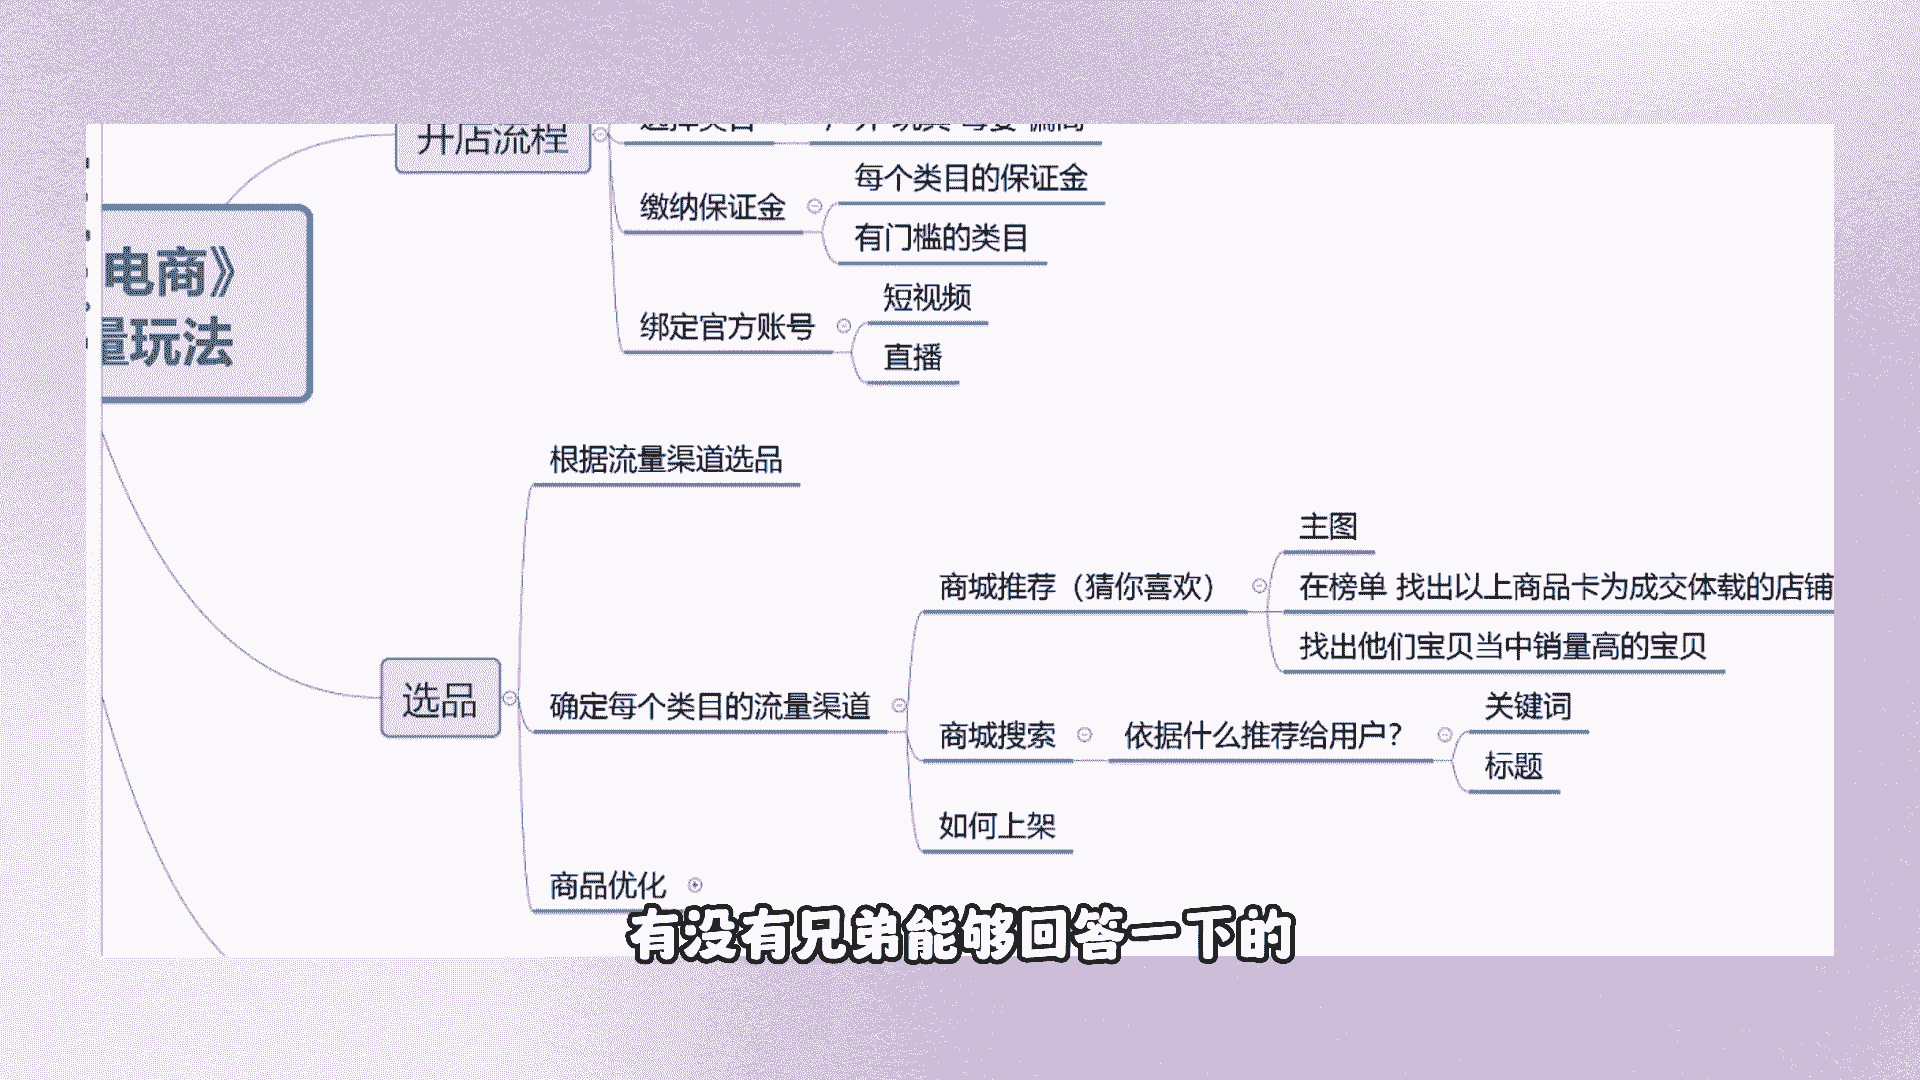 开店流程
缴纳保证金
每个类目的保证金
有门槛的类目
绑定官方账号
短视频
直播
电商》
量玩法
选品
根据流量渠道选品
确定每个类目的流量渠道
商城推荐（猜你喜欢）
主图
在榜单 找出以上商品卡为成交体载的店铺
找出他们宝贝当中销量高的宝贝
商城搜索
依据什么推荐给用户？
关键词
标题
如何上架
商品优化
有没有兄弟能够回答一下的